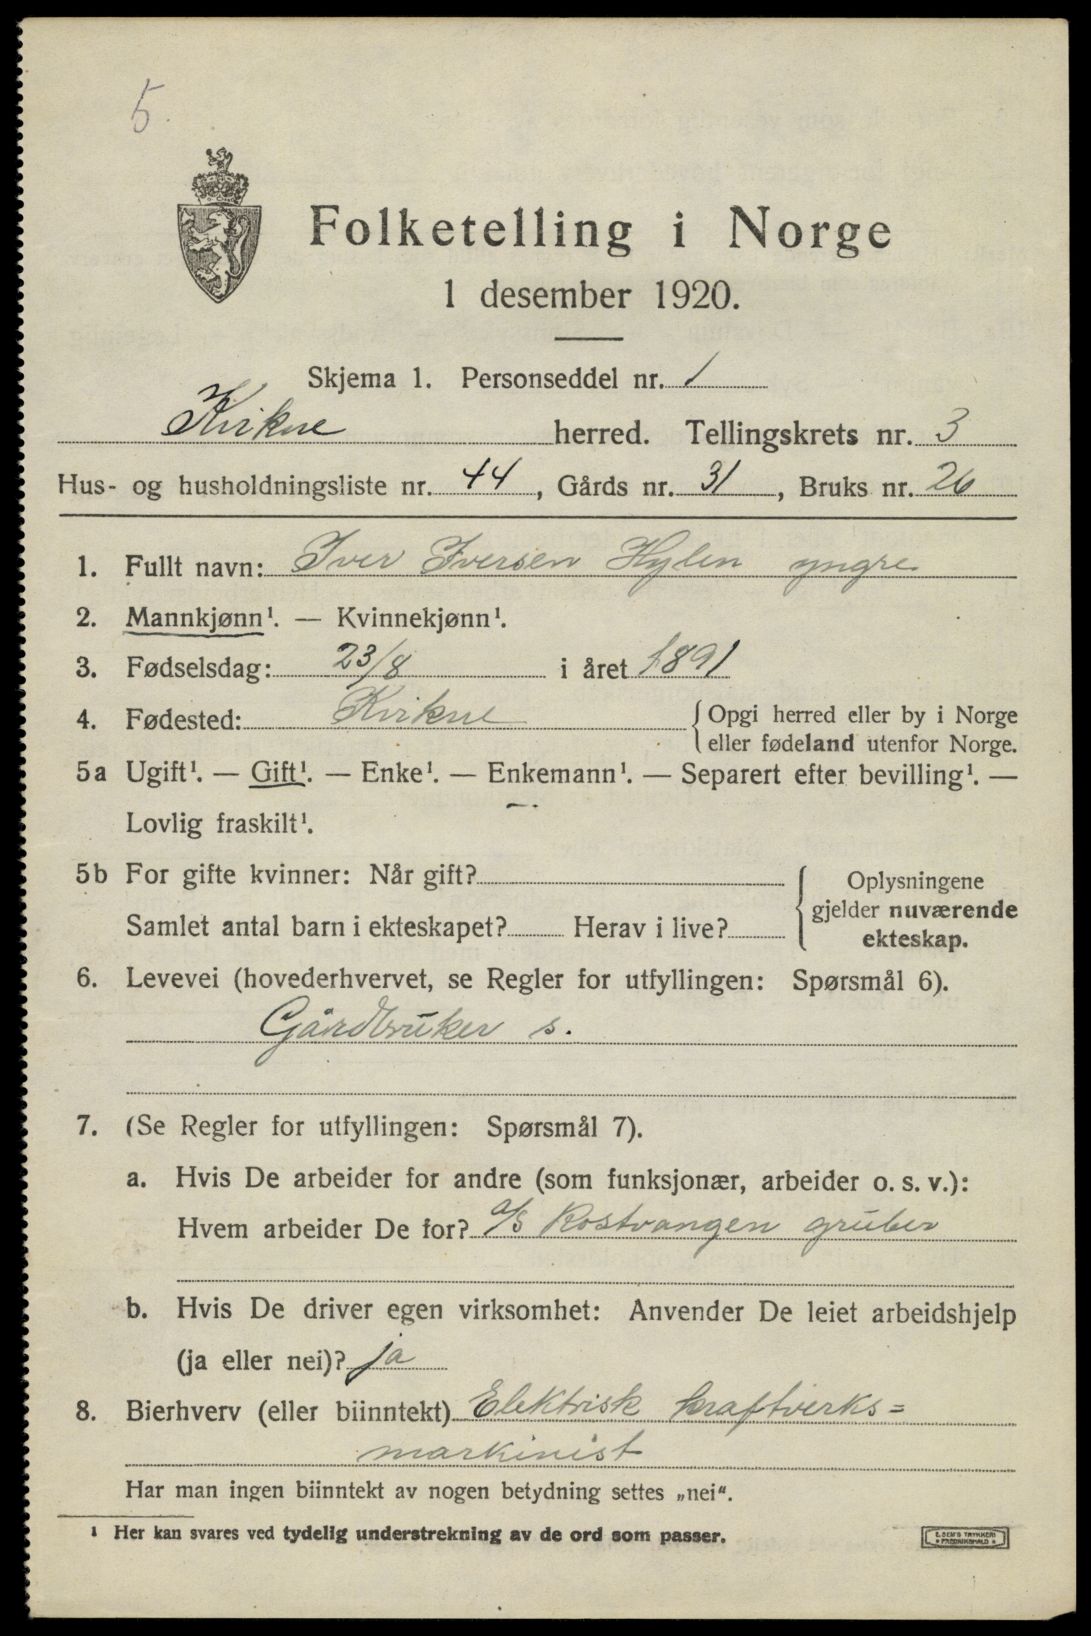 5.
Folketelling i Norge
1 desember 1920.
Skjema 1. Personseddel nr. 1
Kvikne herred. Tellingskrets nr. 3
Hus- og husholdningsliste nr. 44, Gårds nr. 31, Bruks nr. 26
1. Fullt navn: Iver Iversen Hylen yngre
2. Mannkjønn¹. — Kvinnekjønn¹.
3. Fødselsdag: 23/8 i året 1891
4. Fødested: Kvikne { Opgi herred eller by i Norge
eller fødeland utenfor Norge.
5a Ugift¹. — Gift¹. — Enke¹. — Enkemann¹. — Separert efter bevilling¹. —
Lovlig fraskilt¹.
5b For gifte kvinner: Når gift? { Oplysningene
gjelder nuværende
Samlet antal barn i ekteskapet? Herav i live? ekteskap.
6. Levevei (hovederhvervet, se Regler for utfyllingen: Spørsmål 6).
Gårdbruker s.
7. (Se Regler for utfyllingen: Spørsmål 7).
a. Hvis De arbeider for andre (som funksjonær, arbeider o. s. v.):
Hvem arbeider De for? a/s Rostvangen gruber
b. Hvis De driver egen virksomhet: Anvender De leiet arbeidshjelp
(ja eller nei)? ja
8. Bierhverv (eller biinntekt) Elektrisk kraftverks=
markinist
Har man ingen biinntekt av nogen betydning settes „nei“.
¹ Her kan svares ved tydelig understrekning av de ord som passer.
E. SEM'S TRYKKERI
* FREDRIKSHALD *